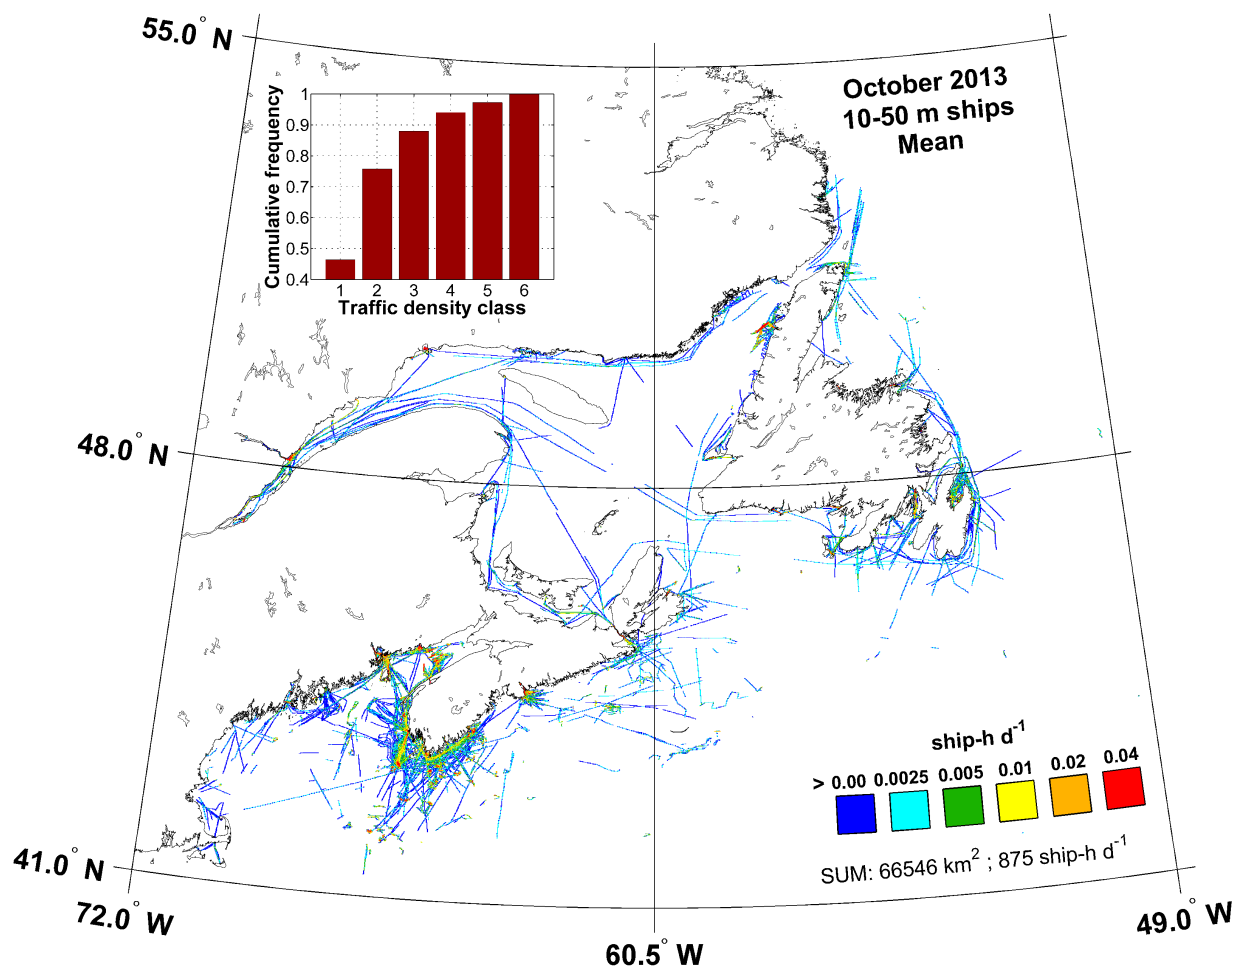 55.0° N
October 2013
10-50 m ships
Mean
Cumulative frequency
1
0.9
0.8
0.7
0.6
0.5
0.4
1 2 3 4 5 6
Traffic density class
48.0° N
ship-h d⁻¹
> 0.00 0.0025 0.005 0.01 0.02 0.04
SUM: 66546 km² ; 875 ship-h d⁻¹
41.0° N
72.0° W
60.5° W
49.0° W